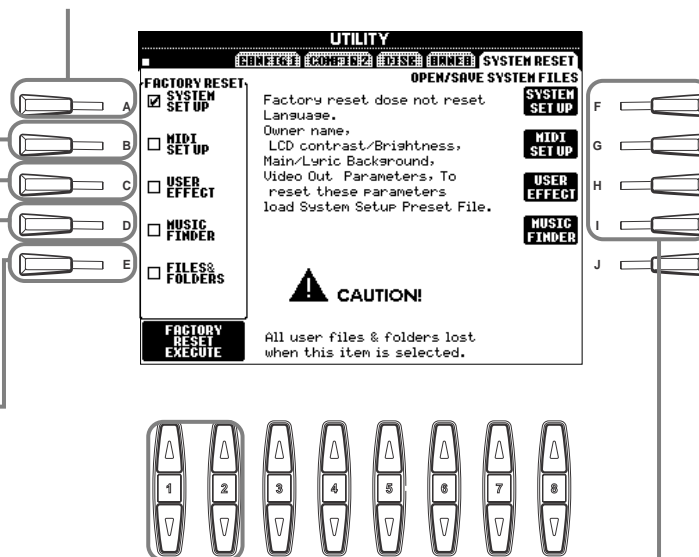 UTILITY
CONFIG 1 CONFIG 2 DISK OWNER SYSTEM RESET
OPEN/SAVE SYSTEM FILES
FACTORY RESET
SYSTEM
SET UP
MIDI
SET UP
USER
EFFECT
MUSIC
FINDER
FILES&
FOLDERS
FACTORY
RESET
EXECUTE
Factory reset dose not reset
Language.
Owner name,
LCD contrast/Brightness,
Main/Lyric Background,
Video Out Parameters, To
reset these parameters
load System Setup Preset File.
CAUTION!
All user files & folders lost
when this item is selected.
SYSTEM
SET UP
MIDI
SET UP
USER
EFFECT
MUSIC
FINDER
A
B
C
D
E
F
G
H
I
J
1 2 3 4 5 6 7 8